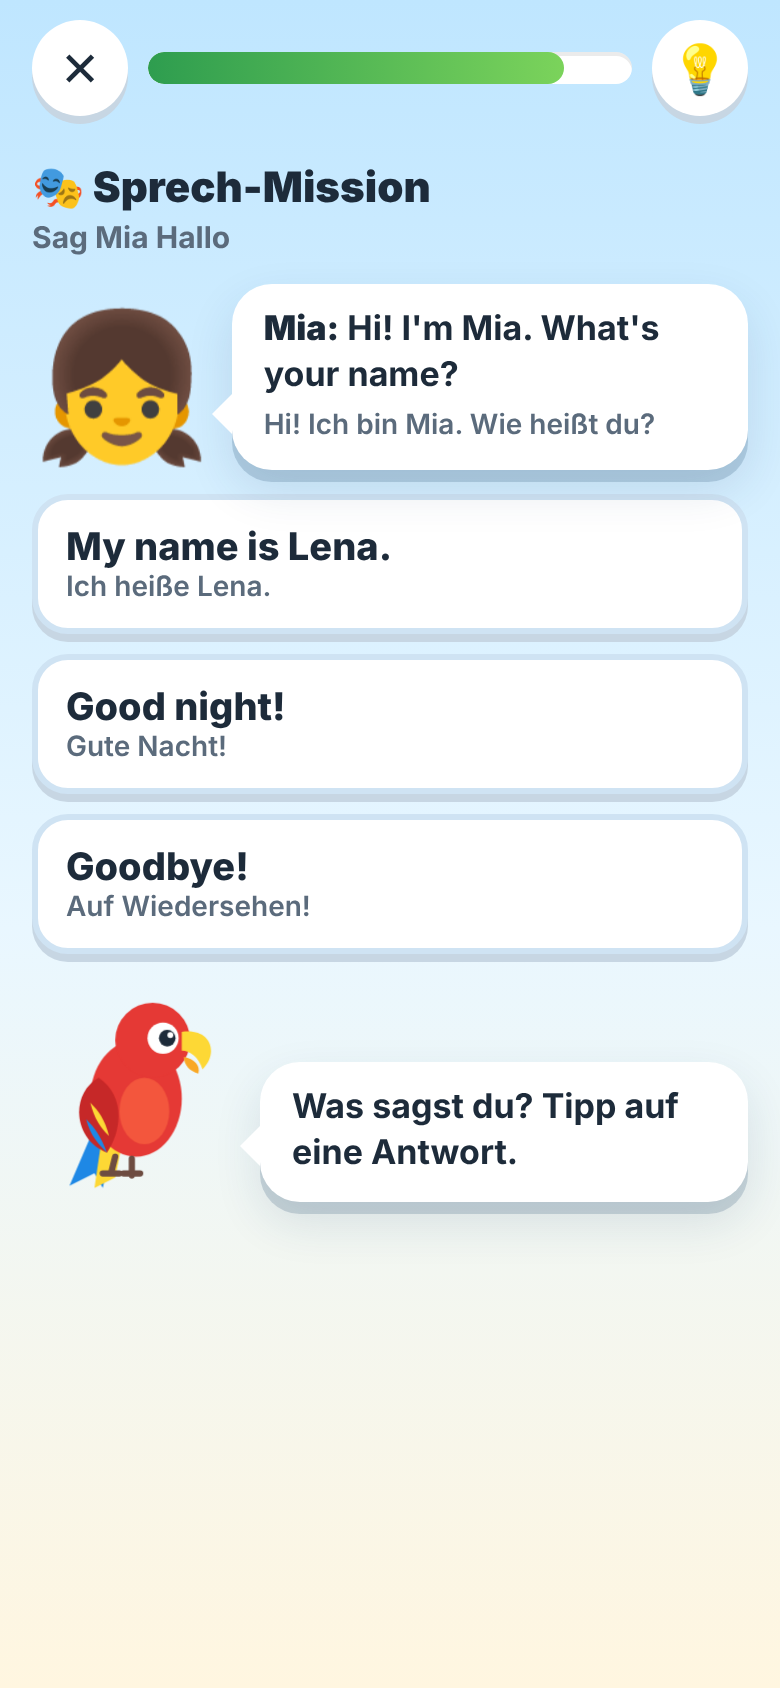 Sprech-Mission
Sag Mia Hallo
Mia: Hi! I'm Mia. What's
your name?
Hi! Ich bin Mia. Wie heißt du?
My name is Lena.
Ich heiße Lena.
Good night!
Gute Nacht!
Goodbye!
Auf Wiedersehen!
Was sagst du? Tipp auf
eine Antwort.